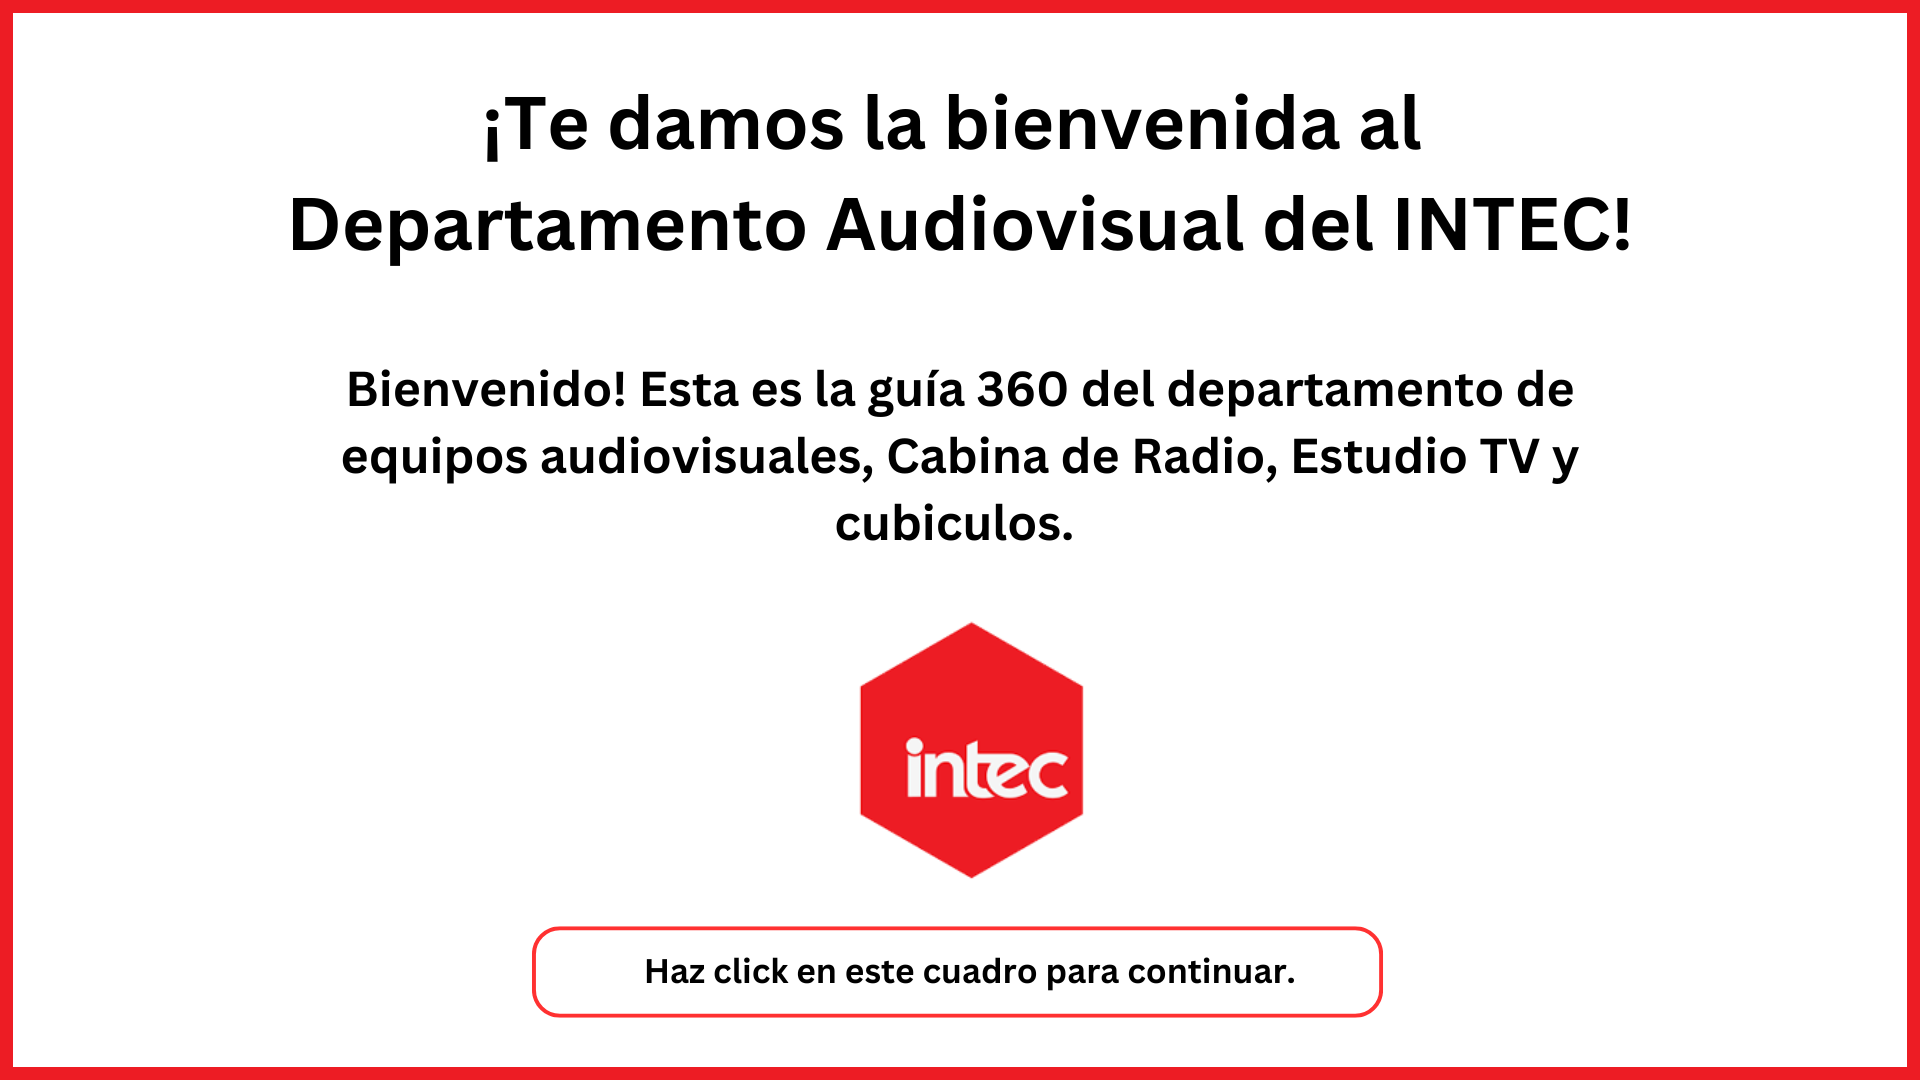 ¡Te damos la bienvenida al
Departamento Audiovisual del INTEC!
Bienvenido! Esta es la guía 360 del departamento de
equipos audiovisuales, Cabina de Radio, Estudio TV y
cubiculos.
intec
Haz click en este cuadro para continuar.